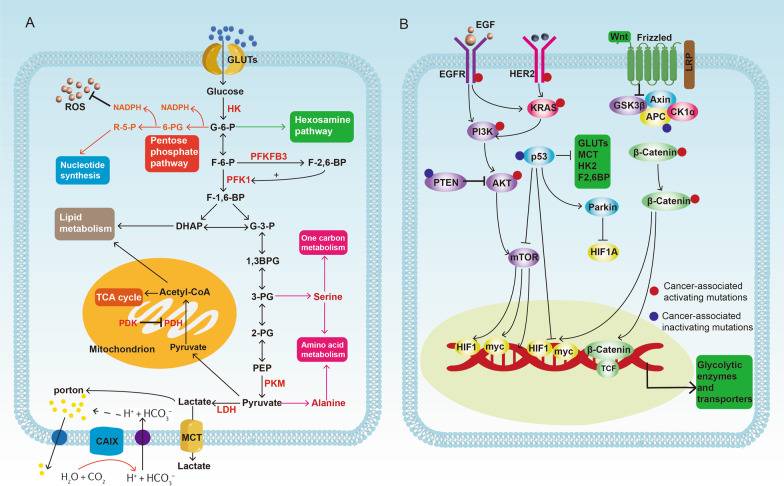 A
GLUTs
Glucose
HK
ROS
NADPH
NADPH
R-5-P
6-PG
G-6-P
Hexosamine
pathway
Pentose
phosphate
pathway
Nucleotide
synthesis
F-6-P
PFKFB3
F-2,6-BP
PFK1
+
F-1,6-BP
Lipid
metabolism
DHAP
G-3-P
One carbon
metabolism
1,3BPG
Acetyl-CoA
TCA cycle
3-PG
Serine
PDK
PDH
2-PG
Amino acid
metabolism
Mitochondrion
Pyruvate
PEP
PKM
porton
Lactate
LDH
Pyruvate
Alanine
H⁺ + HCO₃⁻
CAIX
MCT
H₂O + CO₂
H⁺ + HCO₃⁻
Lactate
B
EGF
EGFR
HER2
Wnt
Frizzled
LRP
KRAS
GSK3β
Axin
APC
CK1α
PI3K
p53
GLUTs
MCT
HK2
F2,6BP
β-Catenin
PTEN
AKT
Parkin
β-Catenin
mTOR
HIF1A
Cancer-associated
activating mutations
Cancer-associated
inactivating mutations
HIF1
myc
HIF1
myc
β-Catenin
TCF
Glycolytic
enzymes
and
transporters